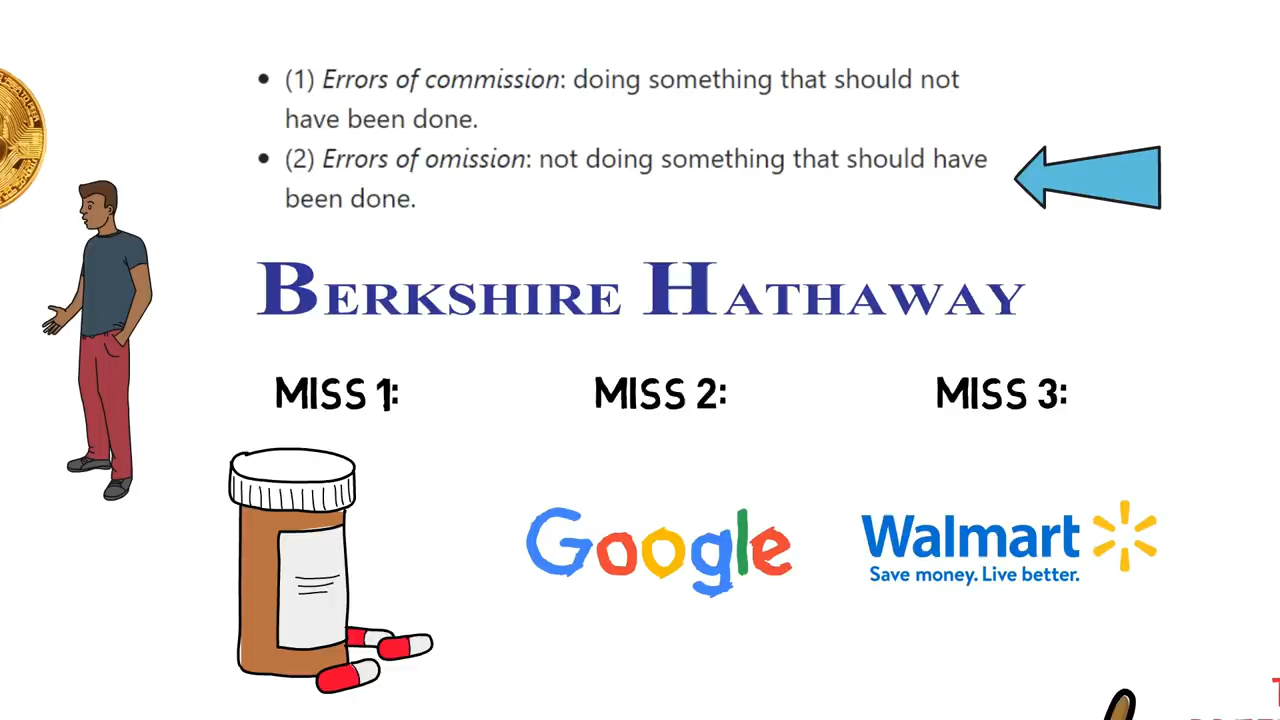 (1) Errors of commission: doing something that should not
have been done.
(2) Errors of omission: not doing something that should have
been done.
BERKSHIRE HATHAWAY
MISS 1: MISS 2: MISS 3:
Google
Walmart
Save money. Live better.